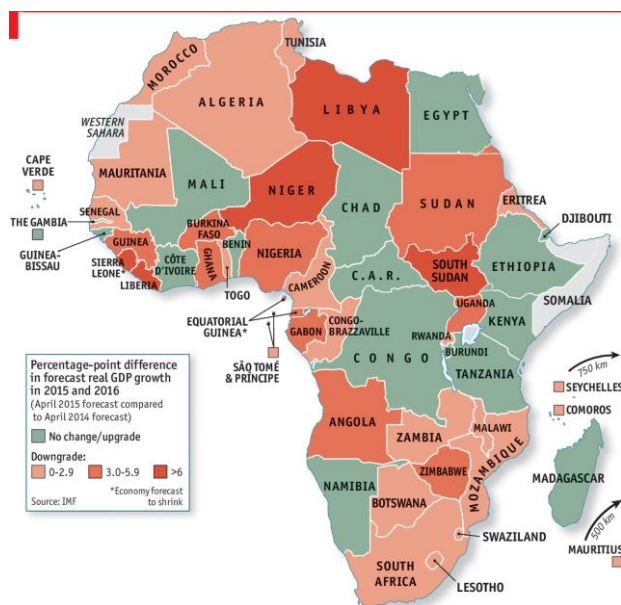 TUNISIA
MOROCCO
ALGERIA
LIBYA
EGYPT
WESTERN
SAHARA
CAPE
VERDE
MAURITANIA
MALI
NIGER
CHAD
SUDAN
ERITREA
DJIBOUTI
SENEGAL
THE GAMBIA
GUINEA-
BISSAU
GUINEA
SIERRA
LEONE*
LIBERIA
CÔTE
D'IVOIRE
BURKINA
FASO
GHANA
TOGO
BENIN
NIGERIA
CAMEROON
C.A.R.
SOUTH
SUDAN
ETHIOPIA
SOMALIA
EQUATORIAL
GUINEA*
SÃO TOMÉ
& PRÍNCIPE
GABON
CONGO-
BRAZZAVILLE
CONGO
UGANDA
RWANDA
BURUNDI
KENYA
TANZANIA
750 km
SEYCHELLES
COMOROS
ANGOLA
ZAMBIA
MALAWI
MOZAMBIQUE
ZIMBABWE
NAMIBIA
BOTSWANA
MADAGASCAR
500 km
MAURITIUS
SWAZILAND
LESOTHO
SOUTH
AFRICA
Percentage-point difference
in forecast real GDP growth
in 2015 and 2016
(April 2015 forecast compared
to April 2014 forecast)
No change/upgrade
Downgrade:
0-2.9 3.0-5.9 >6
*Economy forecast
to shrink
Source: IMF